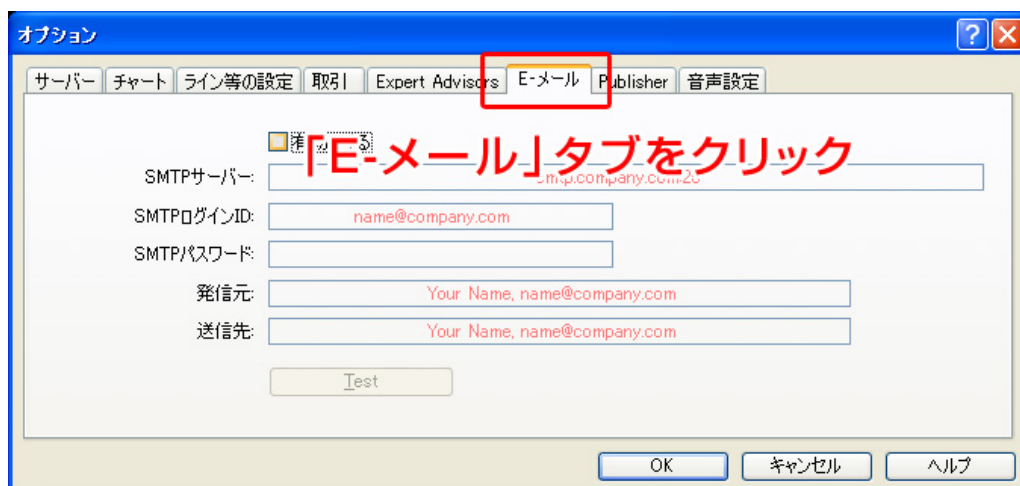 オプション
サーバー チャート ライン等の設定 取引 Expert Advisors E-メール Publisher 音声設定
「E-メール」タブをクリック
SMTPサーバー:
SMTPログインID: name@company.com
SMTPパスワード:
発信元: Your Name, name@company.com
送信先: Your Name, name@company.com
Test
OK キャンセル ヘルプ